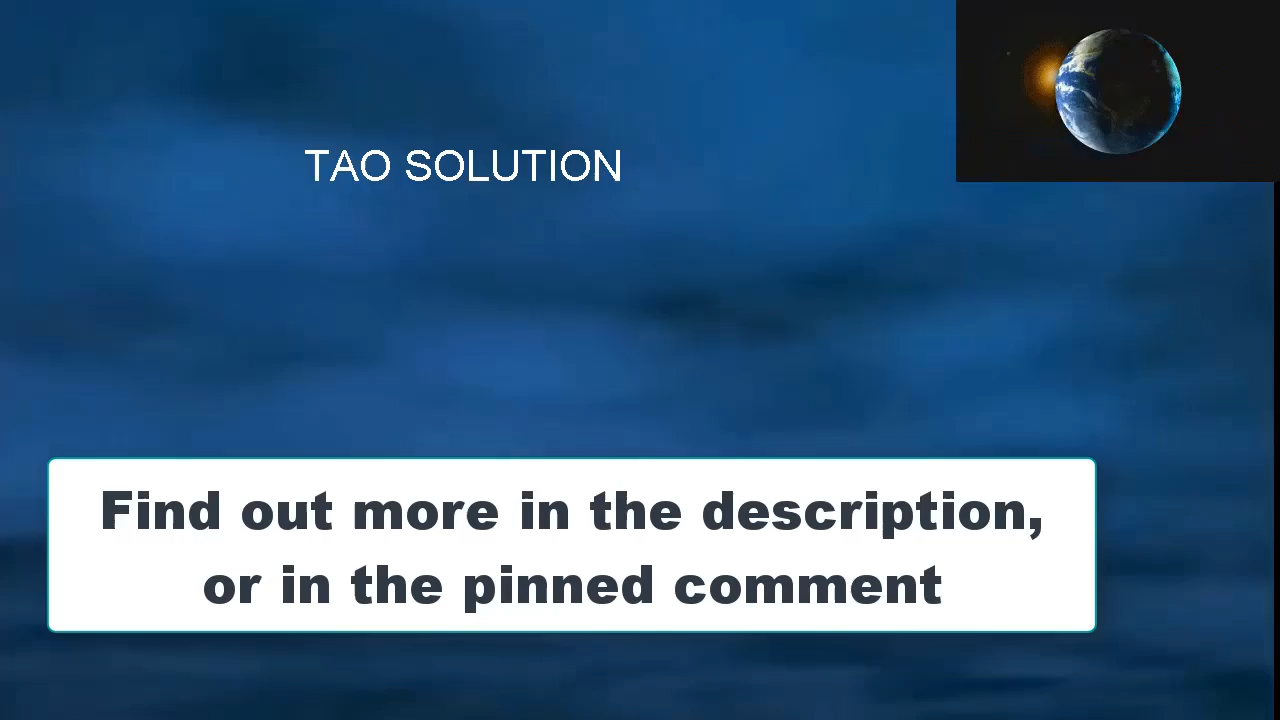 TAO SOLUTION
Find out more in the description,
or in the pinned comment